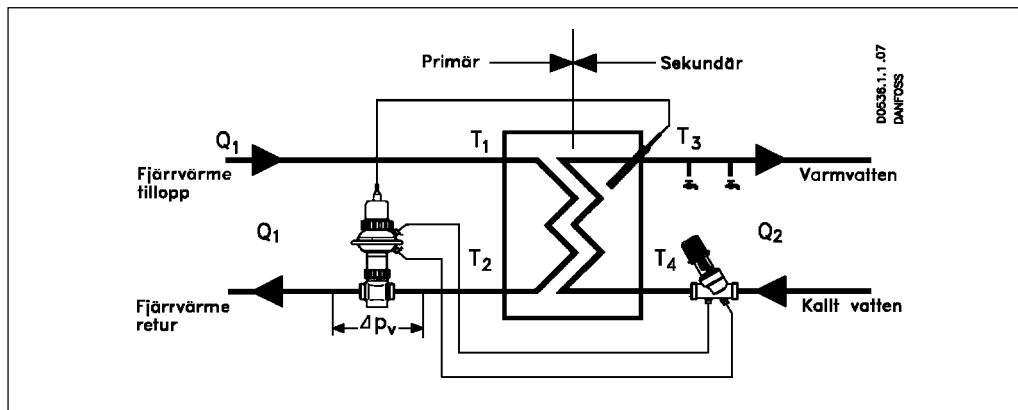 Primär
Sekundär
D0536.1.1.07
DANFOSS
Q1
T1
T3
Fjärrvärme
tillopp
Varmvatten
Q1
T2
T4
Q2
Fjärrvärme
retur
Δpv
Kallt vatten